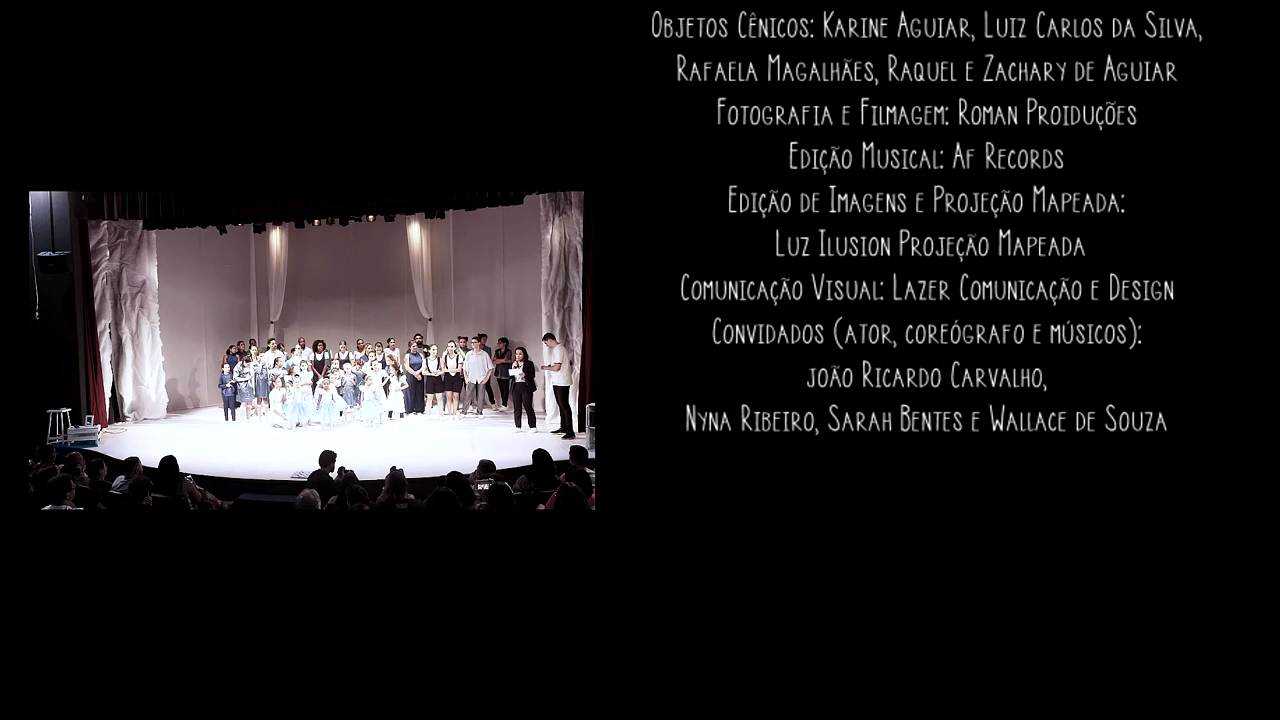 Objetos Cênicos: Karine Aguiar, Luiz Carlos da Silva,
Rafaela Magalhães, Raquel e Zachary de Aguiar
Fotografia e Filmagem: Roman Proiduções
Edição Musical: Af Records
Edição de Imagens e Projeção Mapeada:
Luz Ilusion Projeção Mapeada
Comunicação Visual: Lazer Comunicação e Design
Convidados (ator, coreógrafo e músicos):
joão Ricardo Carvalho,
Nyna Ribeiro, Sarah Bentes e Wallace de Souza